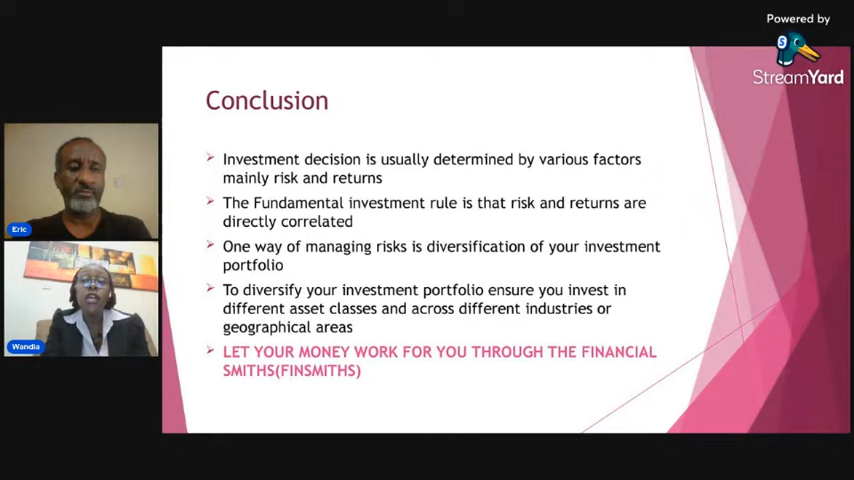 Powered by
StreamYard
Conclusion
Investment decision is usually determined by various factors
mainly risk and returns
The Fundamental investment rule is that risk and returns are
directly correlated
One way of managing risks is diversification of your investment
portfolio
To diversify your investment portfolio ensure you invest in
different asset classes and across different industries or
geographical areas
LET YOUR MONEY WORK FOR YOU THROUGH THE FINANCIAL
SMITHS(FINSMITHS)
Eric
Wandia